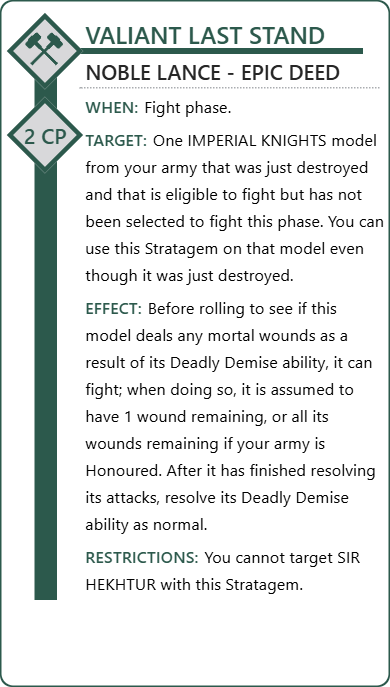 VALIANT LAST STAND
NOBLE LANCE - EPIC DEED
WHEN: Fight phase.
2 CP
TARGET: One IMPERIAL KNIGHTS model
from your army that was just destroyed
and that is eligible to fight but has not
been selected to fight this phase. You can
use this Stratagem on that model even
though it was just destroyed.
EFFECT: Before rolling to see if this
model deals any mortal wounds as a
result of its Deadly Demise ability, it can
fight; when doing so, it is assumed to
have 1 wound remaining, or all its
wounds remaining if your army is
Honoured. After it has finished resolving
its attacks, resolve its Deadly Demise
ability as normal.
RESTRICTIONS: You cannot target SIR
HEKHTUR with this Stratagem.